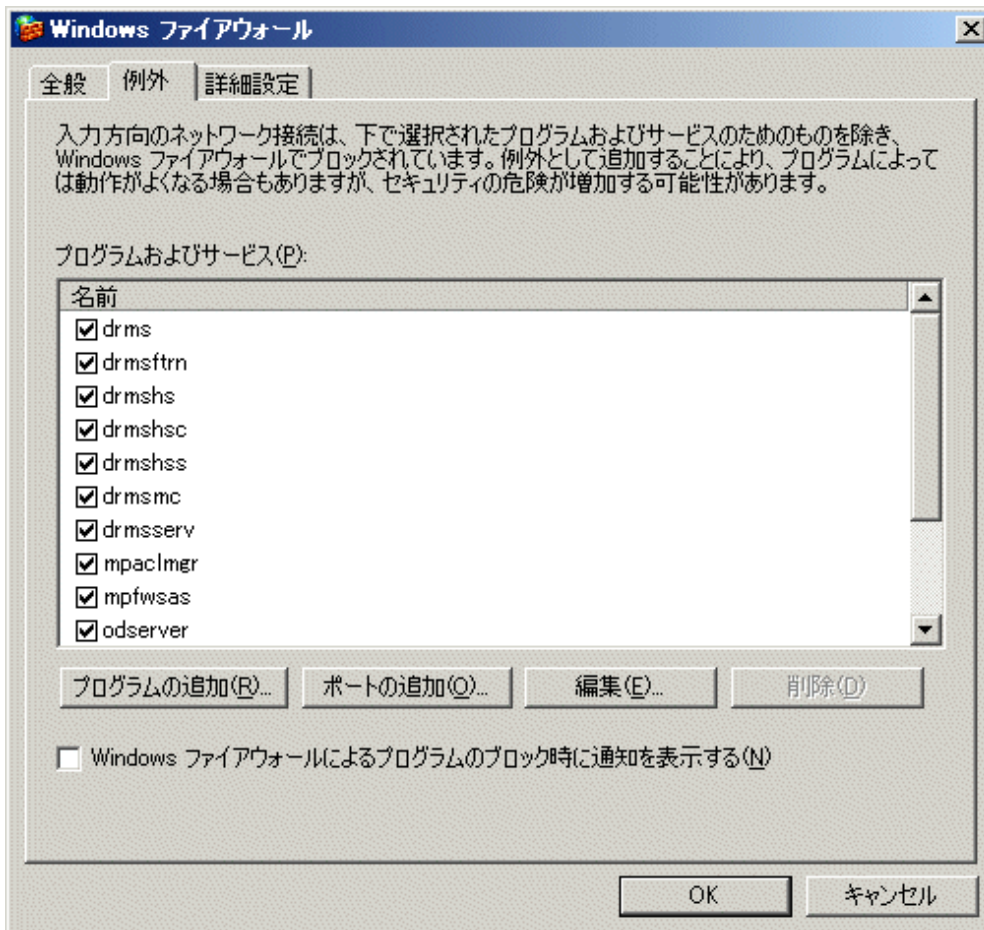 Windows ファイアウォール
全般
例外
詳細設定
入力方向のネットワーク接続は、下で選択されたプログラムおよびサービスのためのものを除き、
Windows ファイアウォールでブロックされています。例外として追加することにより、プログラムによって
は動作がよくなる場合もありますが、セキュリティの危険が増加する可能性があります。
プログラムおよびサービス(P):
名前
drms
drmsftrn
drmshs
drmshsc
drmshss
drmsmc
drmsserv
mpaclmgr
mpfwsas
odserver
プログラムの追加(R)...
ポートの追加(O)...
編集(E)...
削除(D)
Windows ファイアウォールによるプログラムのブロック時に通知を表示する(N)
OK
キャンセル